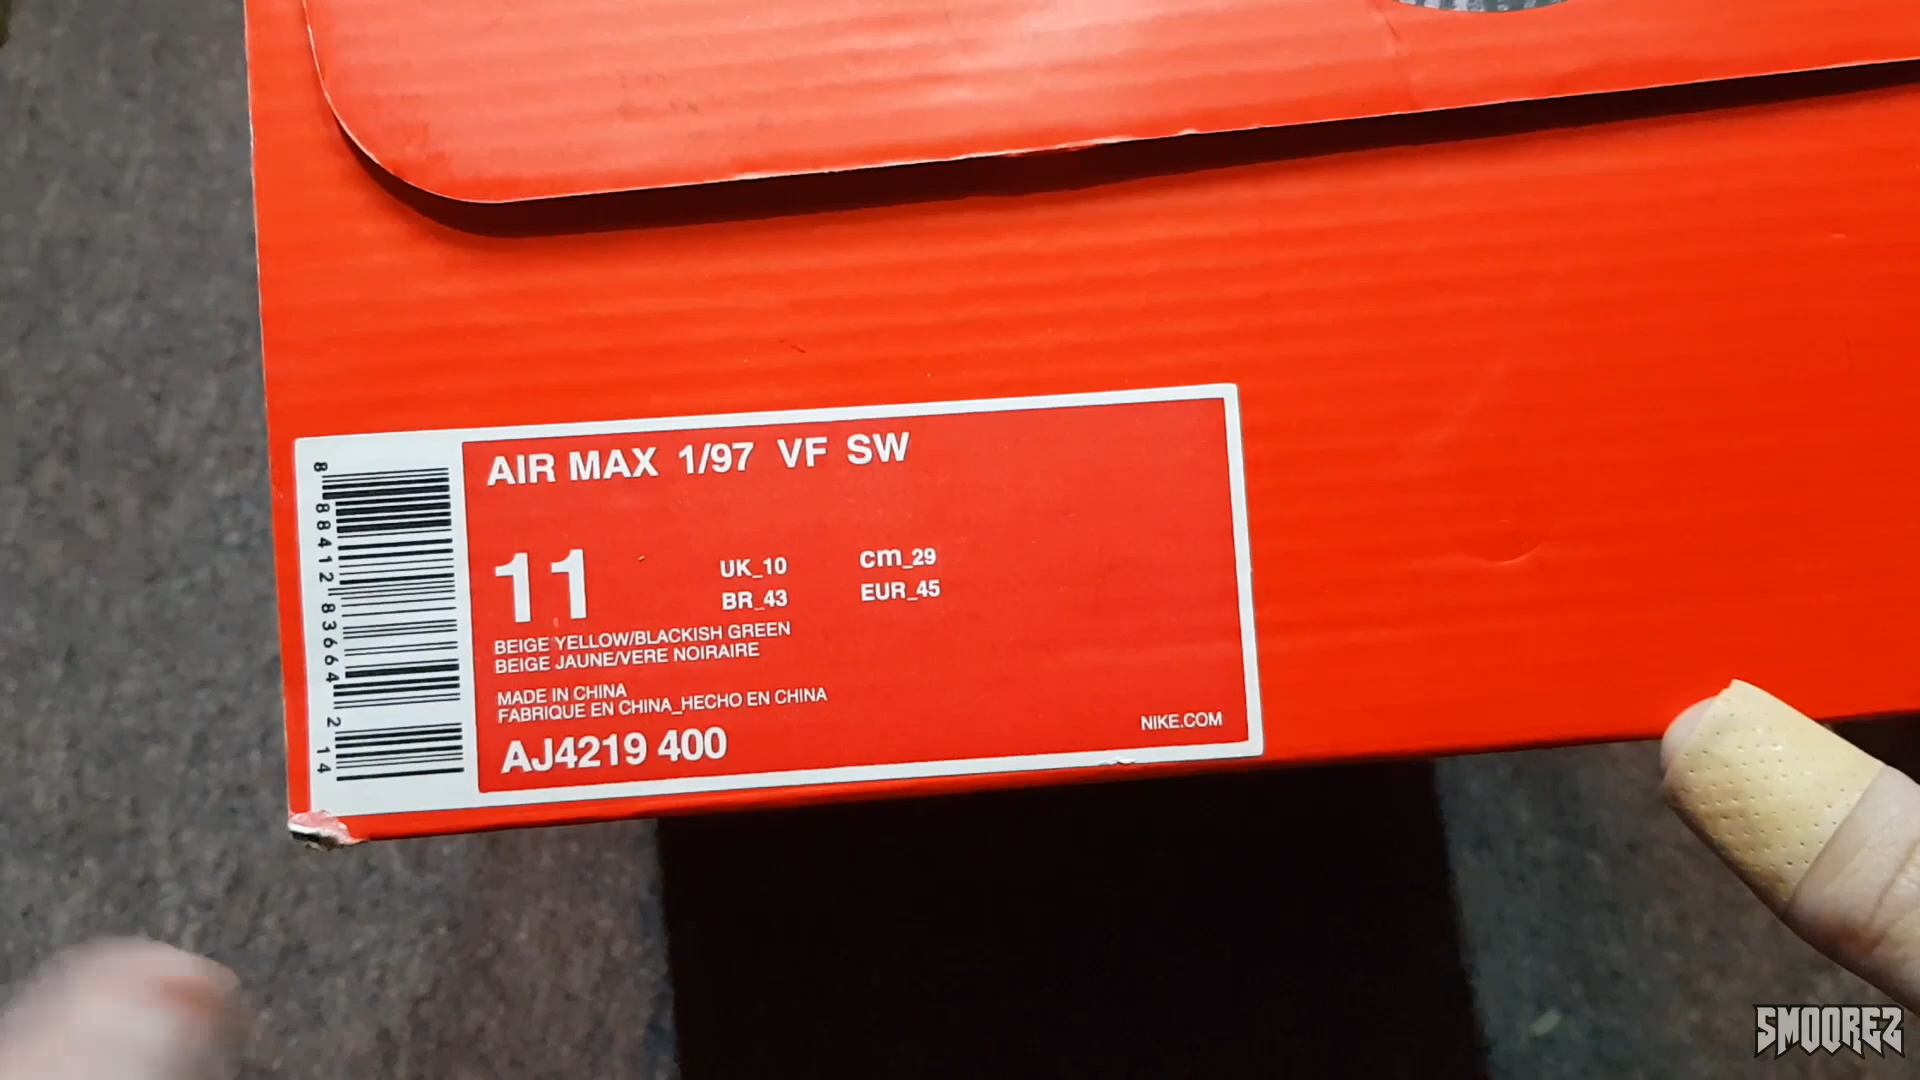 AIR MAX 1/97 VF SW
11
UK_10 cm_29
BR_43 EUR_45
BEIGE YELLOW/BLACKISH GREEN
BEIGE JAUNE/VERE NOIRAIRE
MADE IN CHINA
FABRIQUE EN CHINA_HECHO EN CHINA
AJ4219 400
NIKE.COM
8 88412 83664 2 14
SMOOREZ